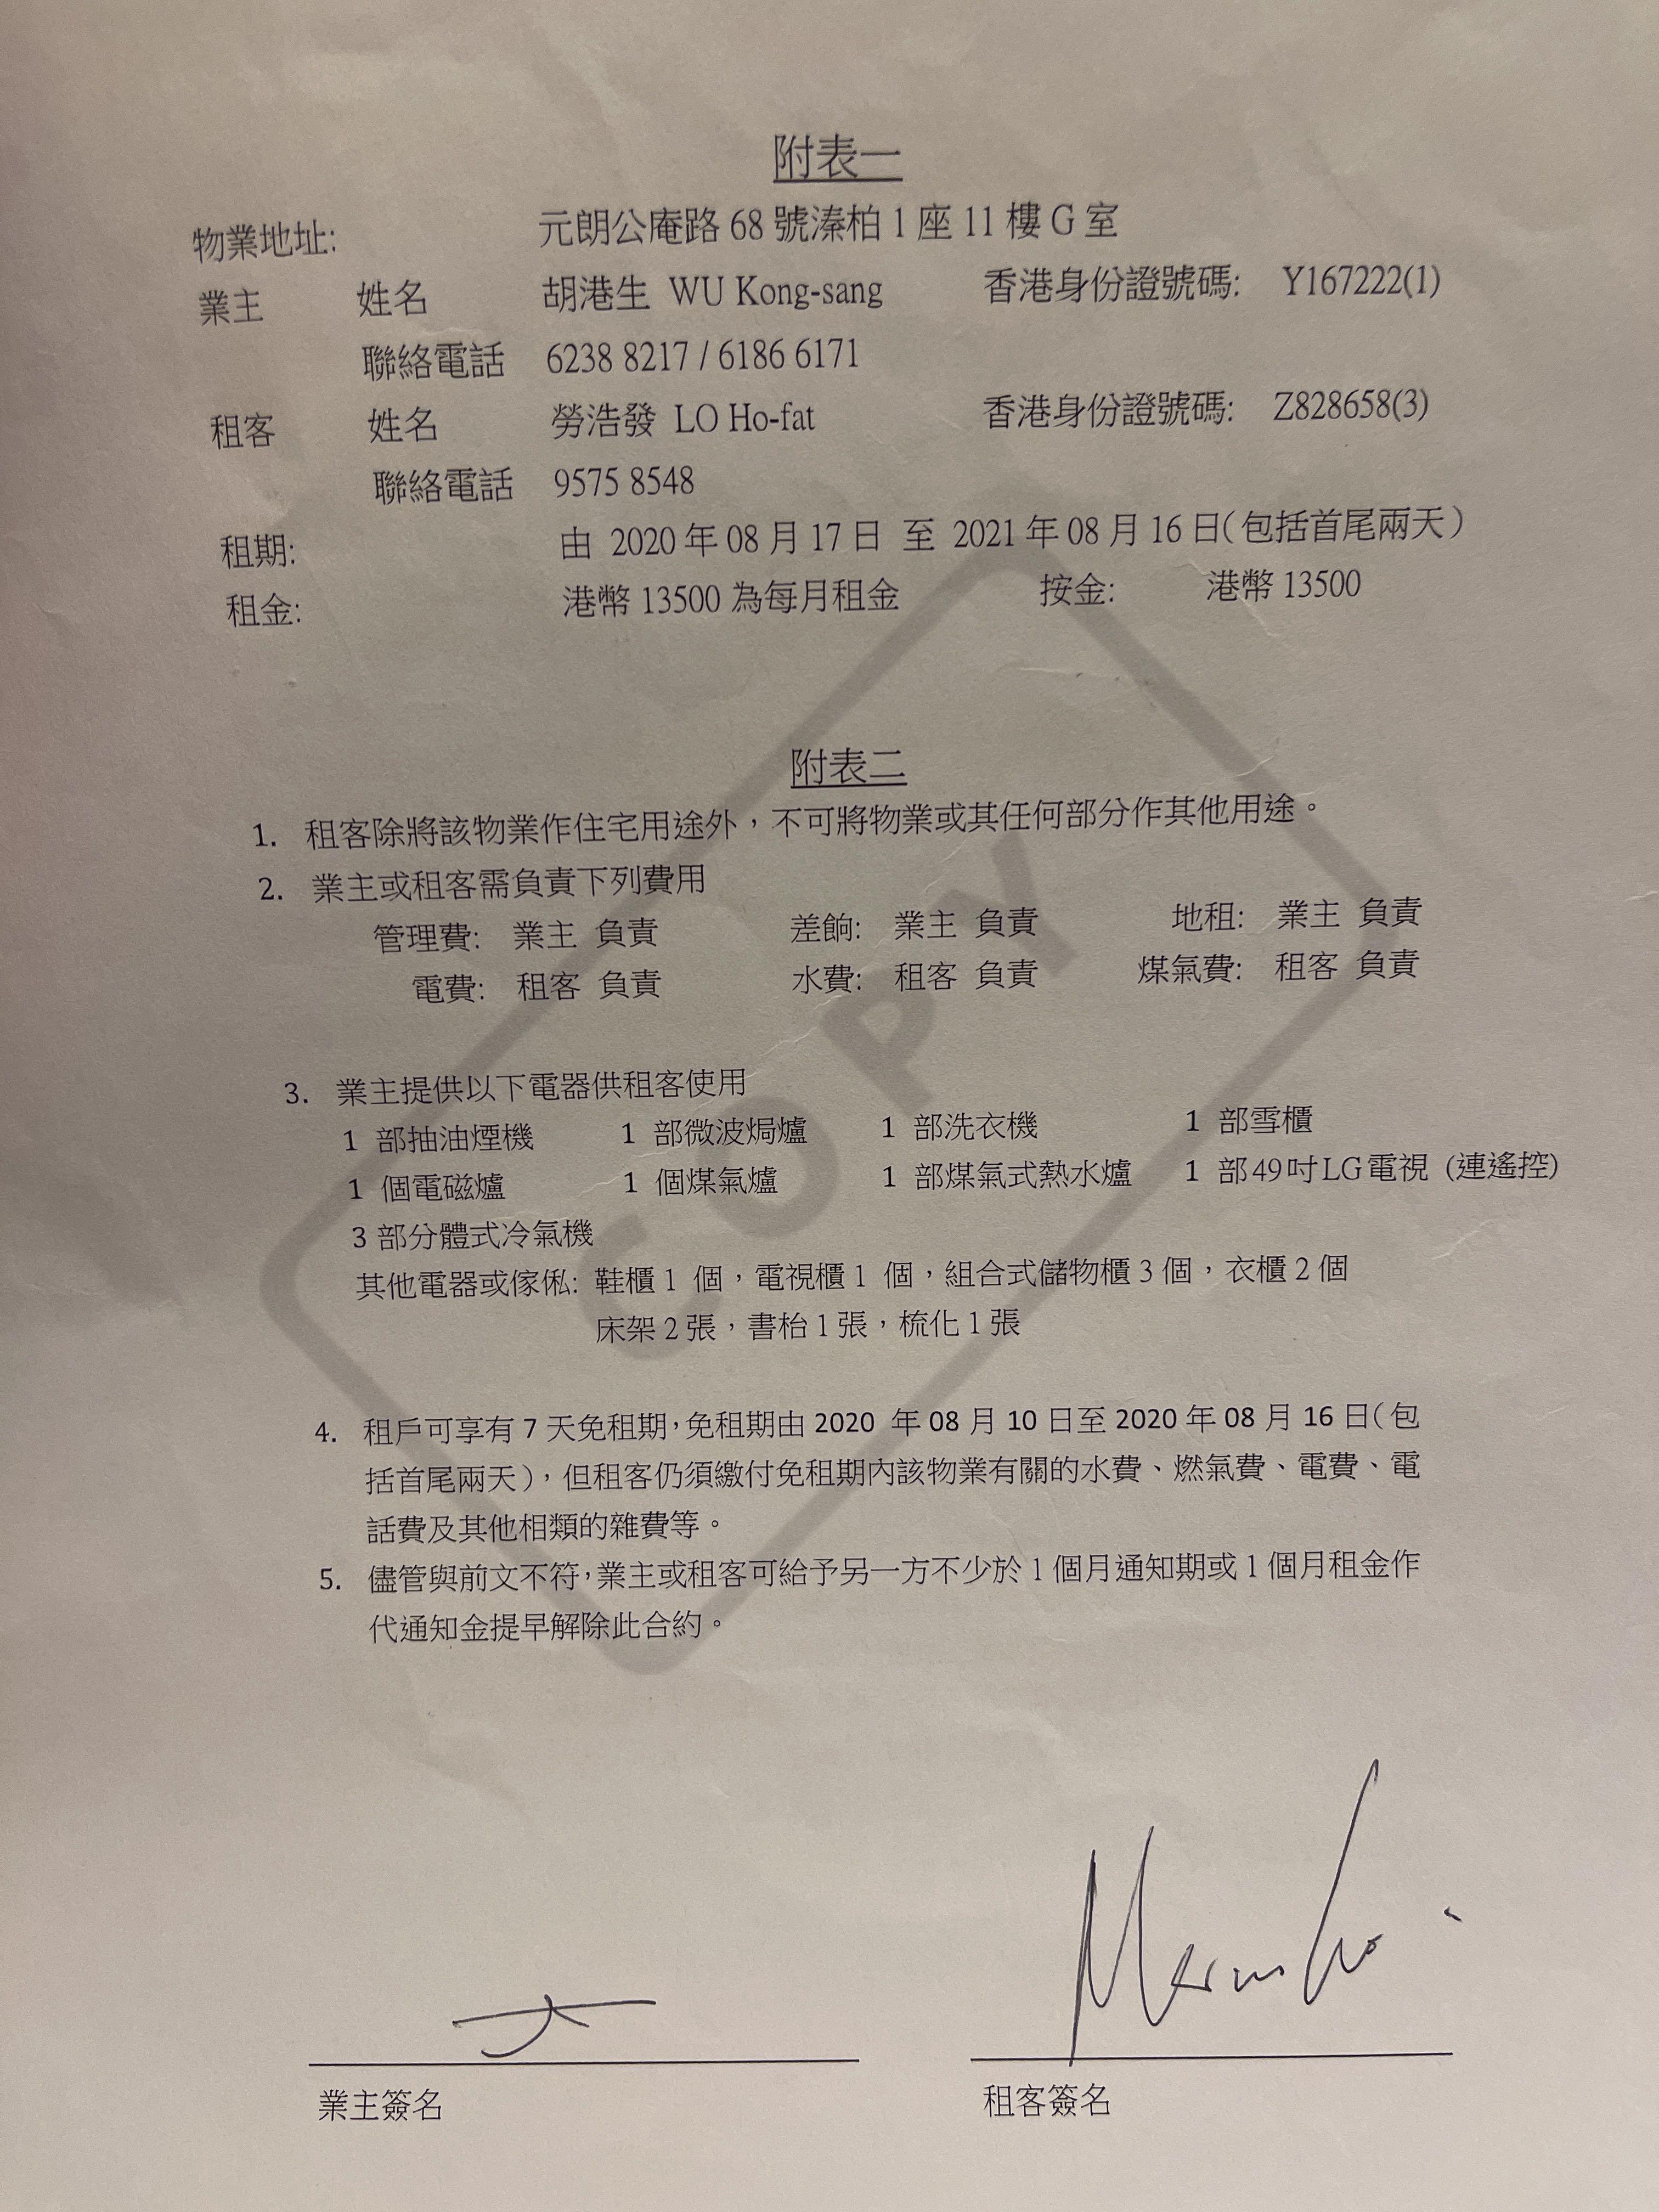 附表一
物業地址: 元朗公庵路 68 號溱柏 1 座 11 樓 G 室
業主 姓名 胡港生 WU Kong-sang 香港身份證號碼: Y167222(1)
聯絡電話 6238 8217 / 6186 6171
租客 姓名 勞浩發 LO Ho-fat 香港身份證號碼: Z828658(3)
聯絡電話 9575 8548
租期: 由 2020 年 08 月 17 日 至 2021 年 08 月 16 日(包括首尾兩天)
租金: 港幣 13500 為每月租金 按金: 港幣 13500
附表二
1. 租客除將該物業作住宅用途外，不可將物業或其任何部分作其他用途。
2. 業主或租客需負責下列費用
管理費: 業主 負責 差餉: 業主 負責 地租: 業主 負責
電費: 租客 負責 水費: 租客 負責 煤氣費: 租客 負責
3. 業主提供以下電器供租客使用
1 部抽油煙機 1 部微波焗爐 1 部洗衣機 1 部雪櫃
1 個電磁爐 1 個煤氣爐 1 部煤氣式熱水爐 1 部49吋LG電視 (連遙控)
3 部分體式冷氣機
其他電器或傢俬: 鞋櫃 1 個，電視櫃 1 個，組合式儲物櫃 3 個，衣櫃 2 個
床架 2 張，書枱 1 張，梳化 1 張
4. 租戶可享有 7 天免租期，免租期由 2020 年 08 月 10 日至 2020 年 08 月 16 日(包
括首尾兩天)，但租客仍須繳付免租期內該物業有關的水費、燃氣費、電費、電
話費及其他相類的雜費等。
5. 儘管與前文不符，業主或租客可給予另一方不少於 1 個月通知期或 1 個月租金作
代通知金提早解除此合約。
COPY
業主簽名 租客簽名